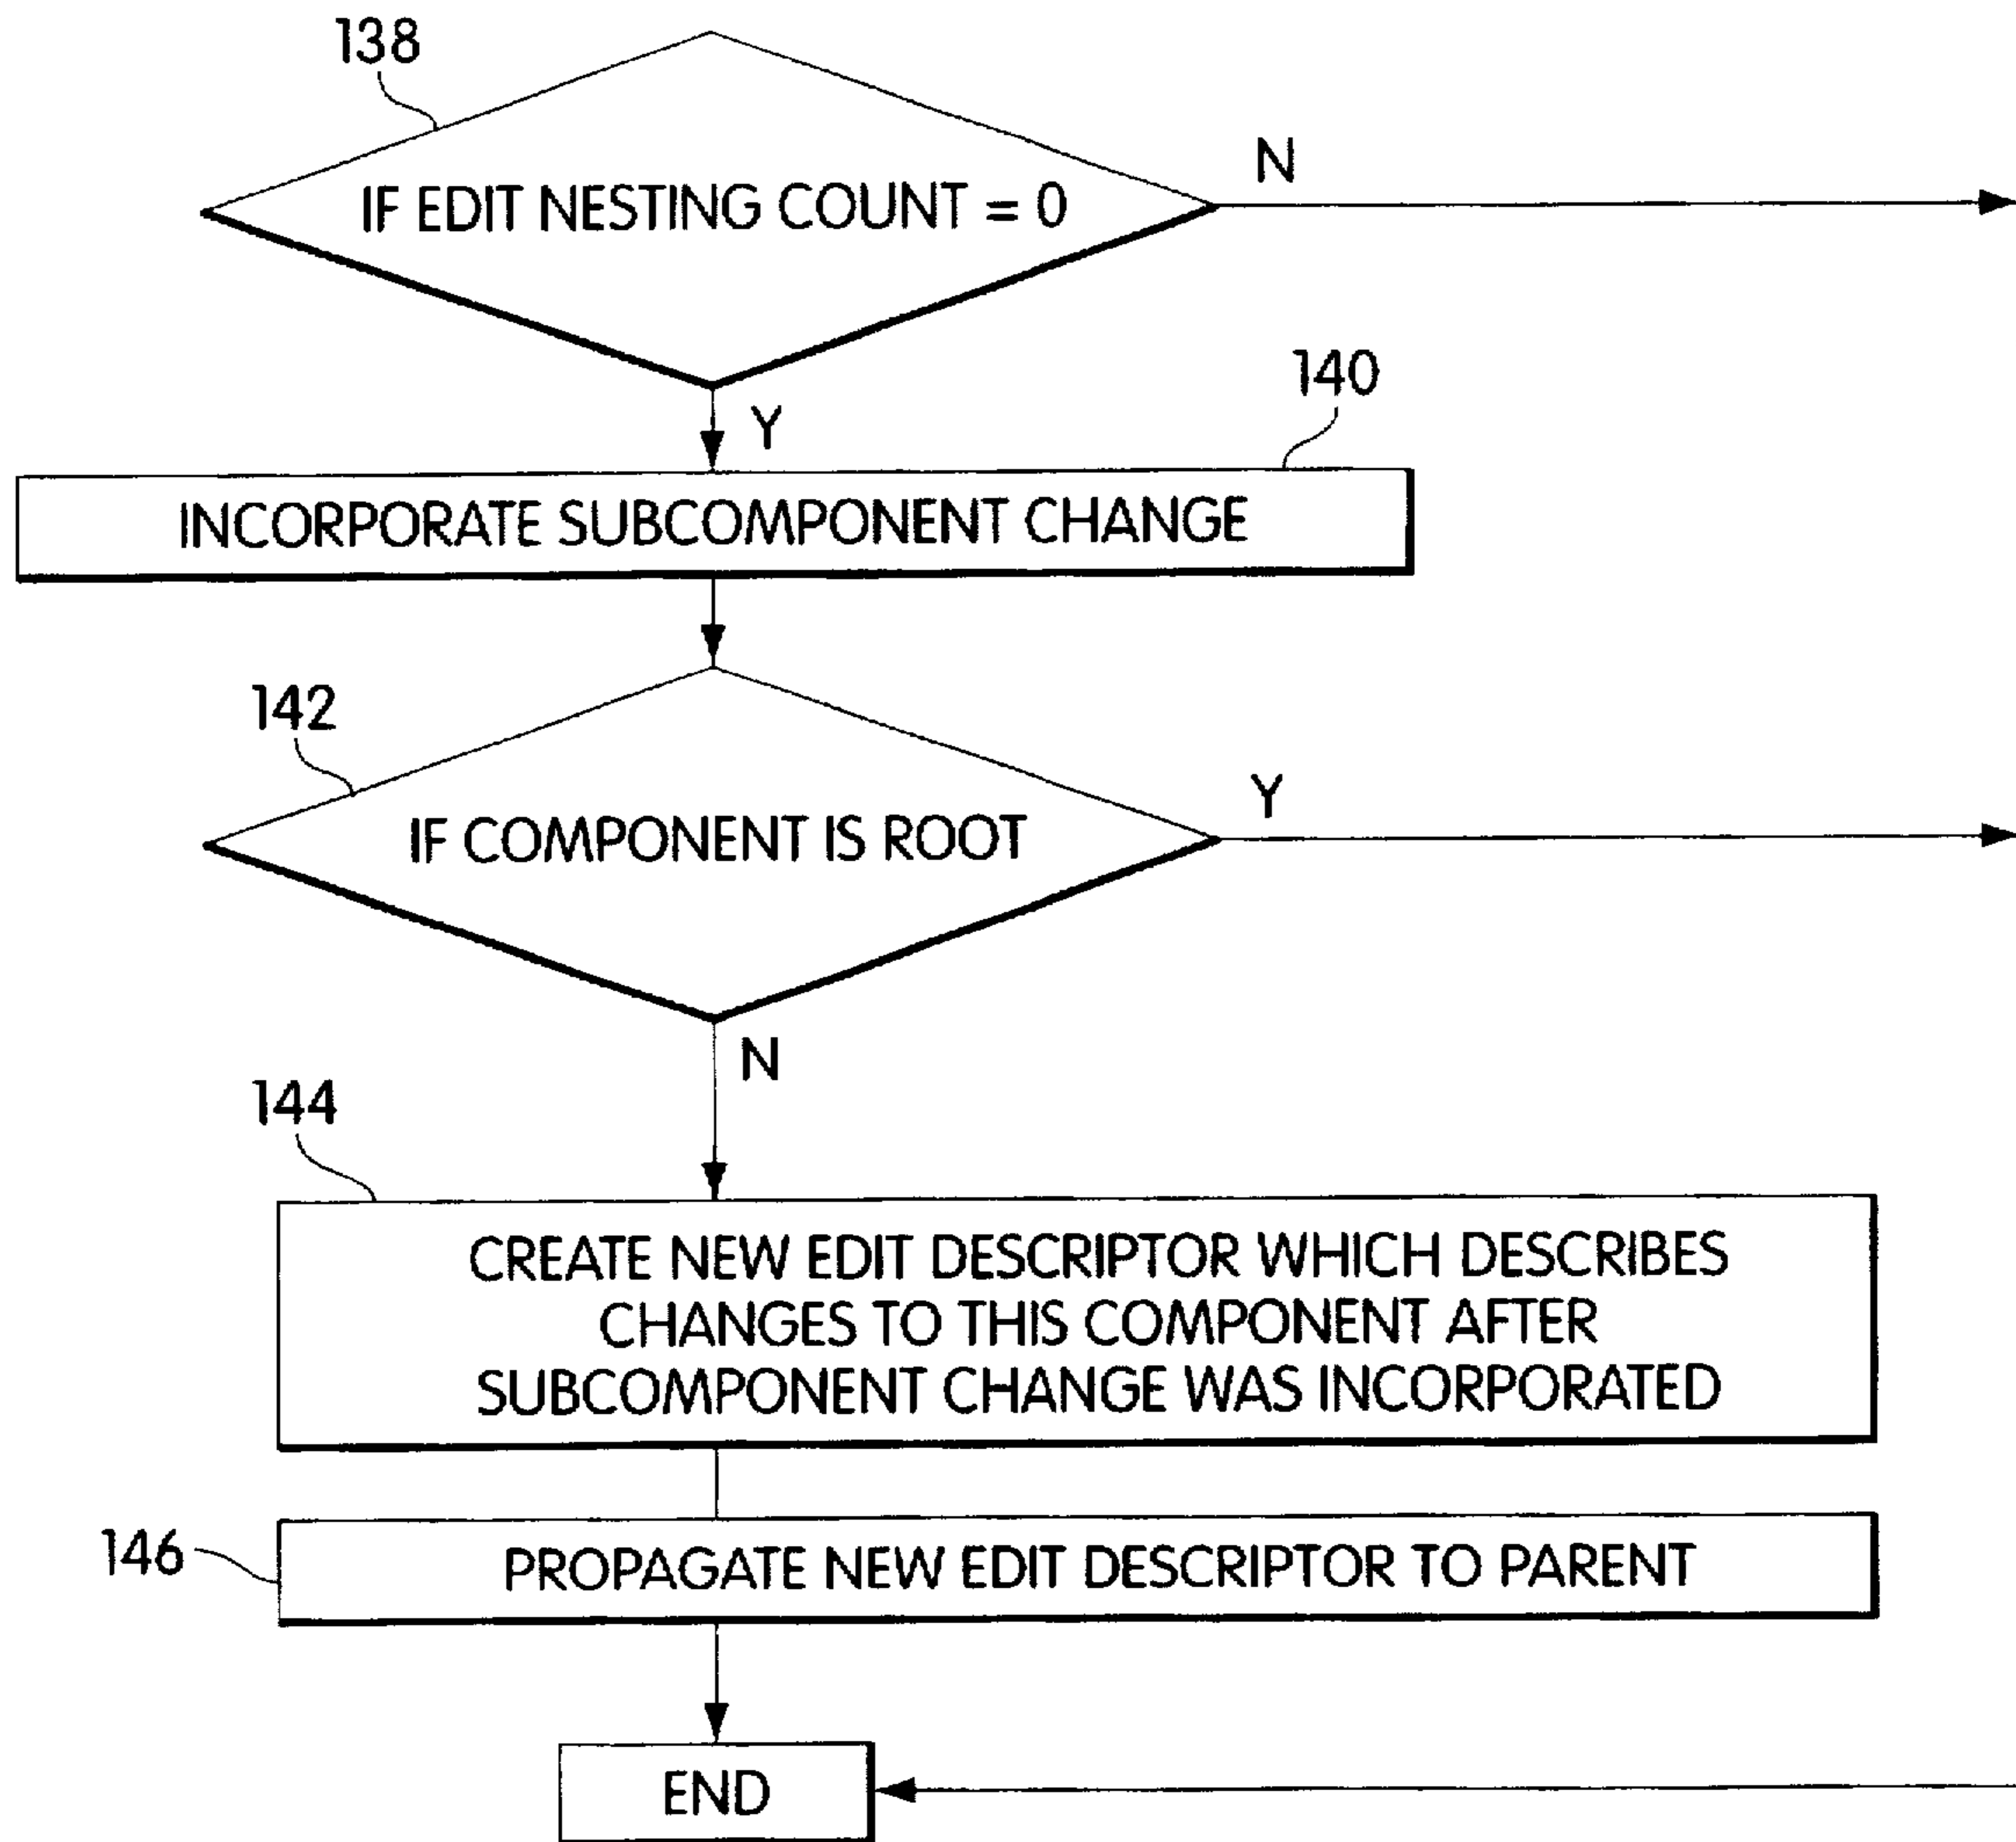 138
IF EDIT NESTING COUNT = 0
N
Y
140
INCORPORATE SUBCOMPONENT CHANGE
142
IF COMPONENT IS ROOT
Y
N
144
CREATE NEW EDIT DESCRIPTOR WHICH DESCRIBES
CHANGES TO THIS COMPONENT AFTER
SUBCOMPONENT CHANGE WAS INCORPORATED
146
PROPAGATE NEW EDIT DESCRIPTOR TO PARENT
END